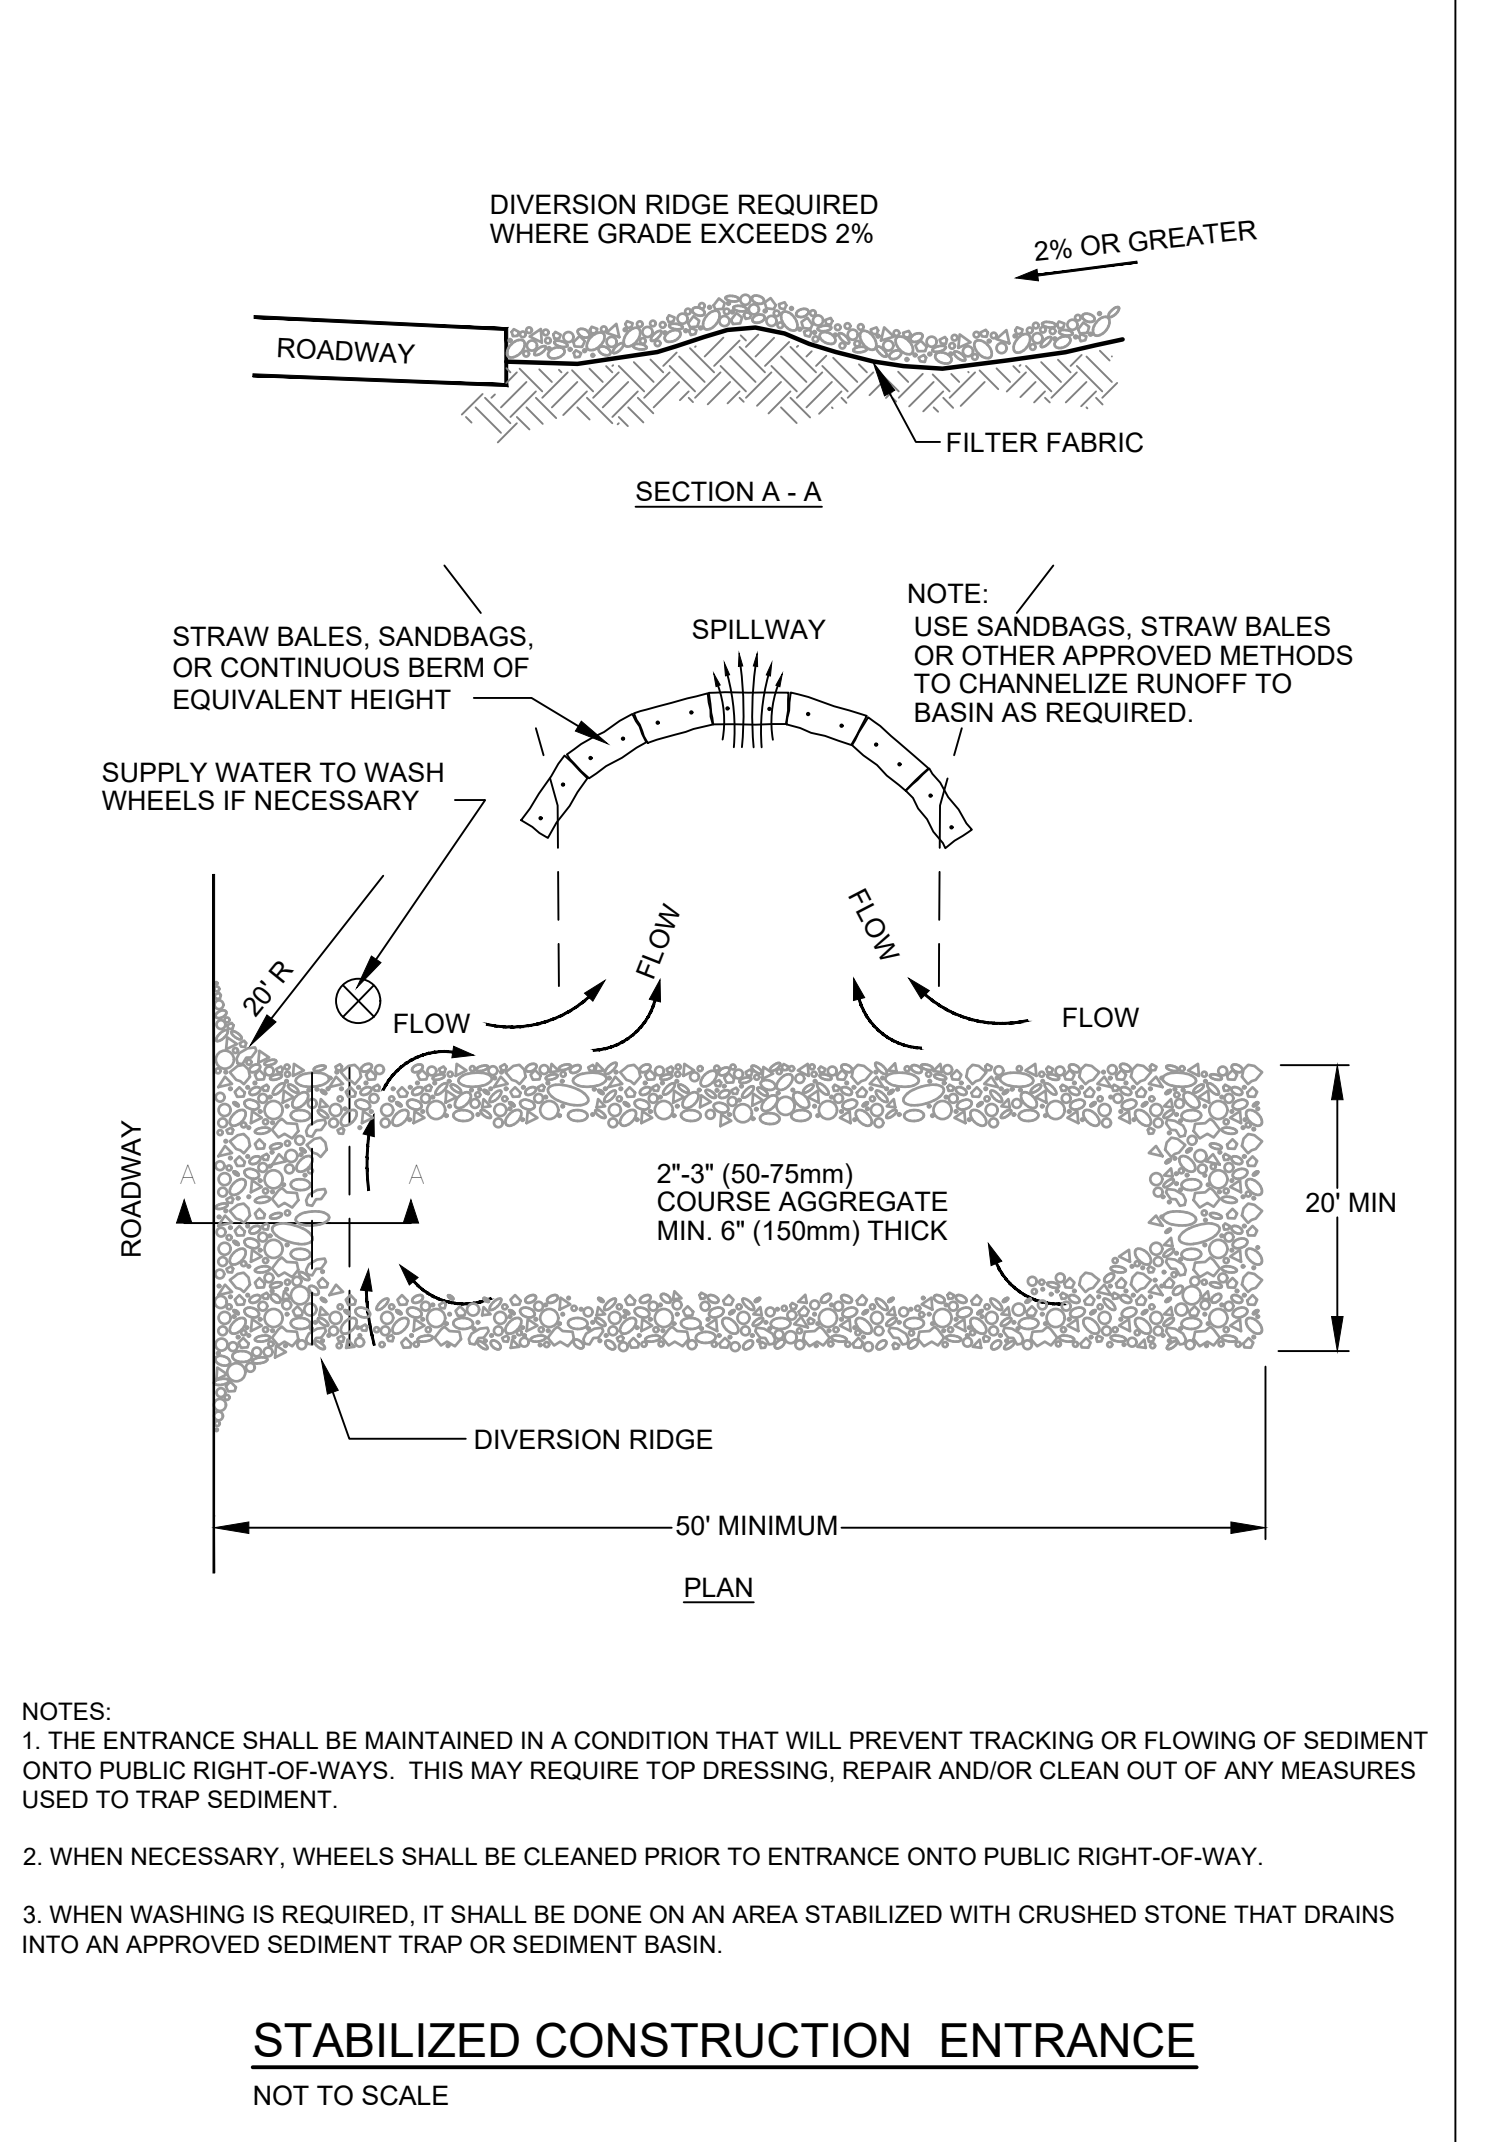 DIVERSION RIDGE REQUIRED
WHERE GRADE EXCEEDS 2%
2% OR GREATER
ROADWAY
FILTER FABRIC
SECTION A - A
STRAW BALES, SANDBAGS,
OR CONTINUOUS BERM OF
EQUIVALENT HEIGHT
SPILLWAY
NOTE:
USE SANDBAGS, STRAW BALES
OR OTHER APPROVED METHODS
TO CHANNELIZE RUNOFF TO
BASIN AS REQUIRED.
SUPPLY WATER TO WASH
WHEELS IF NECESSARY
20' R
FLOW
FLOW
FLOW
FLOW
ROADWAY
A
A
2"-3" (50-75mm)
COURSE AGGREGATE
MIN. 6" (150mm) THICK
20' MIN
DIVERSION RIDGE
50' MINIMUM
PLAN
NOTES:
1. THE ENTRANCE SHALL BE MAINTAINED IN A CONDITION THAT WILL PREVENT TRACKING OR FLOWING OF SEDIMENT
ONTO PUBLIC RIGHT-OF-WAYS.  THIS MAY REQUIRE TOP DRESSING, REPAIR AND/OR CLEAN OUT OF ANY MEASURES
USED TO TRAP SEDIMENT.
2. WHEN NECESSARY, WHEELS SHALL BE CLEANED PRIOR TO ENTRANCE ONTO PUBLIC RIGHT-OF-WAY.
3. WHEN WASHING IS REQUIRED, IT SHALL BE DONE ON AN AREA STABILIZED WITH CRUSHED STONE THAT DRAINS
INTO AN APPROVED SEDIMENT TRAP OR SEDIMENT BASIN.
STABILIZED CONSTRUCTION  ENTRANCE
NOT TO SCALE